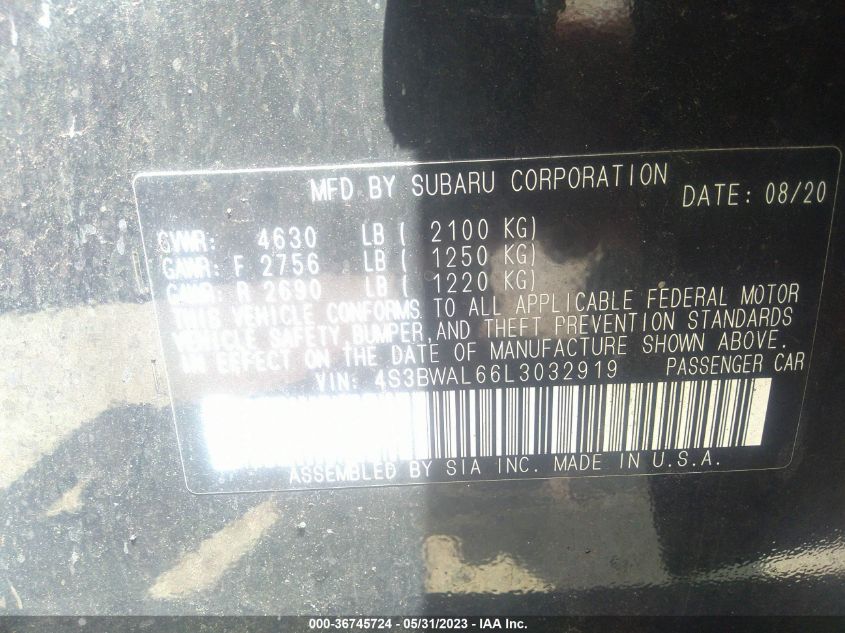 MFD BY SUBARU CORPORATION DATE: 08/20
GVWR: 4630 LB ( 2100 KG)
GAWR: F 2756 LB ( 1250 KG)
GAWR: R 2690 LB ( 1220 KG)
THIS VEHICLE CONFORMS TO ALL APPLICABLE FEDERAL MOTOR
VEHICLE SAFETY, BUMPER, AND THEFT PREVENTION STANDARDS
IN EFFECT ON THE DATE OF MANUFACTURE SHOWN ABOVE.
VIN: 4S3BWAL66L3032919 PASSENGER CAR
ASSEMBLED BY SIA INC. MADE IN U.S.A.
000-36745724 - 05/31/2023 - IAA Inc.